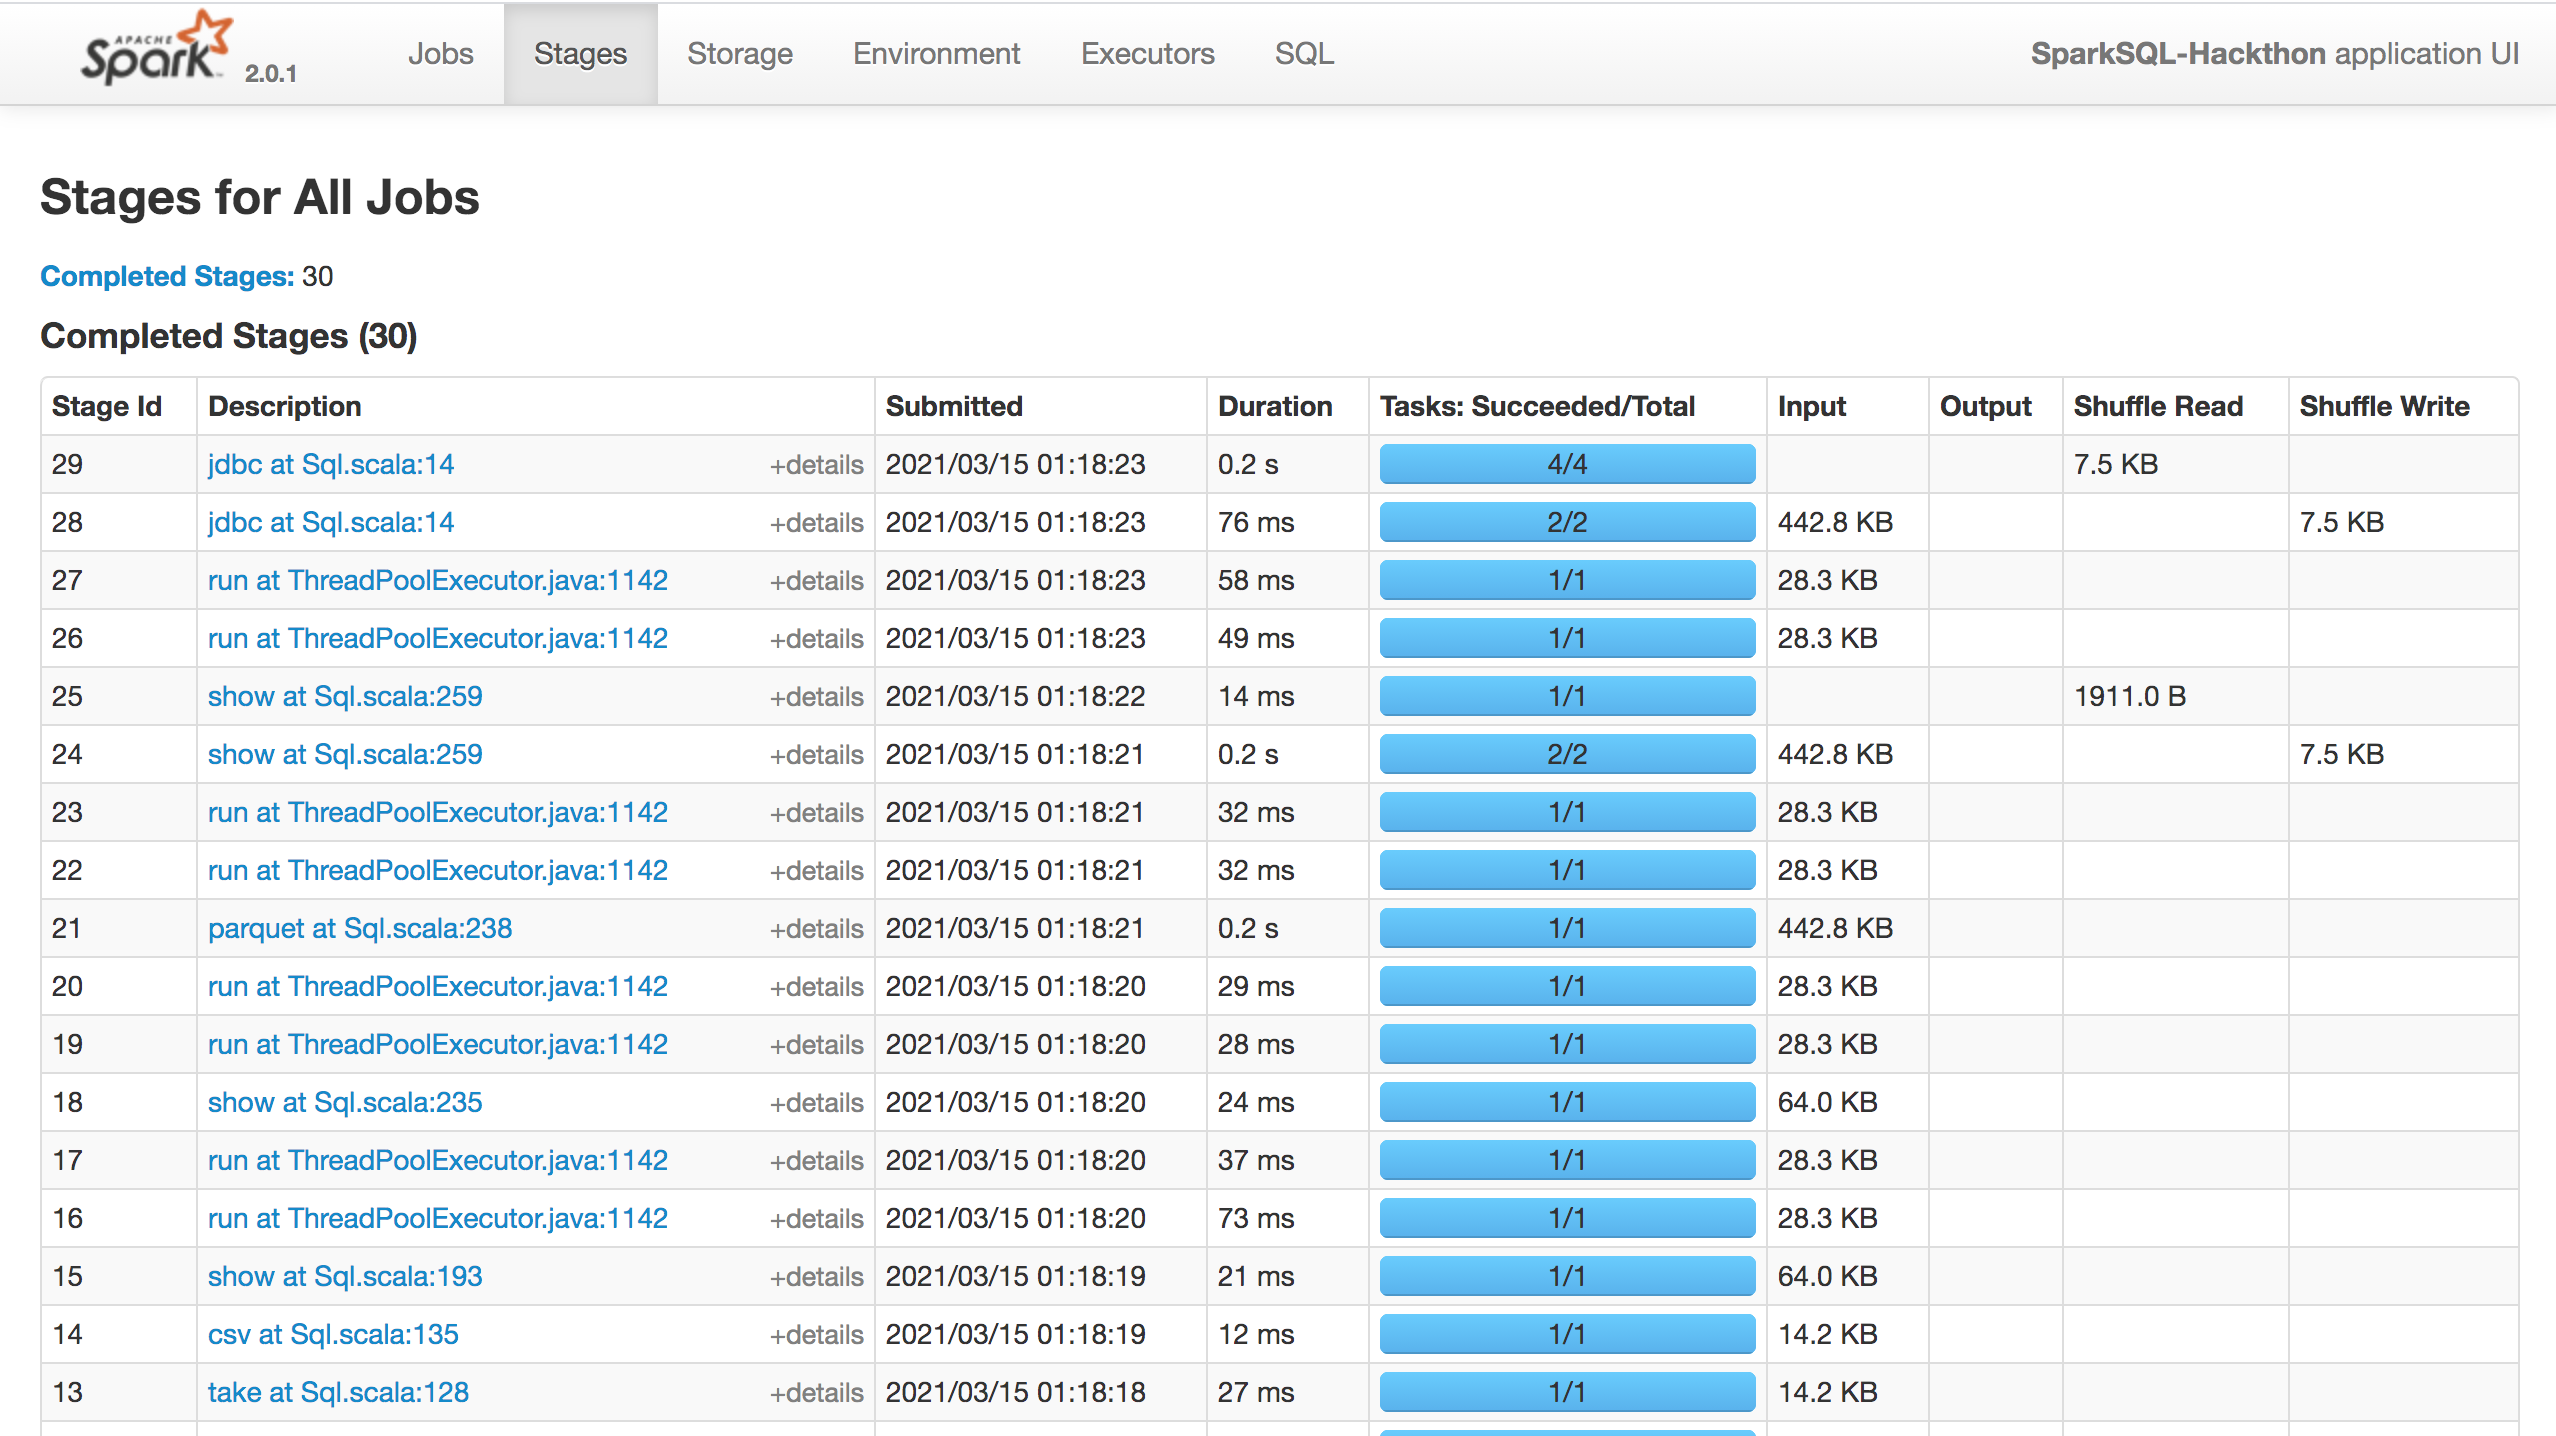 APACHE Spark 2.0.1 Jobs Stages Storage Environment Executors SQL SparkSQL-Hackthon application UI
Stages for All Jobs
Completed Stages: 30
Completed Stages (30)
Stage Id Description Submitted Duration Tasks: Succeeded/Total Input Output Shuffle Read Shuffle Write
29 jdbc at Sql.scala:14 +details 2021/03/15 01:18:23 0.2 s 4/4 7.5 KB
28 jdbc at Sql.scala:14 +details 2021/03/15 01:18:23 76 ms 2/2 442.8 KB 7.5 KB
27 run at ThreadPoolExecutor.java:1142 +details 2021/03/15 01:18:23 58 ms 1/1 28.3 KB
26 run at ThreadPoolExecutor.java:1142 +details 2021/03/15 01:18:23 49 ms 1/1 28.3 KB
25 show at Sql.scala:259 +details 2021/03/15 01:18:22 14 ms 1/1 1911.0 B
24 show at Sql.scala:259 +details 2021/03/15 01:18:21 0.2 s 2/2 442.8 KB 7.5 KB
23 run at ThreadPoolExecutor.java:1142 +details 2021/03/15 01:18:21 32 ms 1/1 28.3 KB
22 run at ThreadPoolExecutor.java:1142 +details 2021/03/15 01:18:21 32 ms 1/1 28.3 KB
21 parquet at Sql.scala:238 +details 2021/03/15 01:18:21 0.2 s 1/1 442.8 KB
20 run at ThreadPoolExecutor.java:1142 +details 2021/03/15 01:18:20 29 ms 1/1 28.3 KB
19 run at ThreadPoolExecutor.java:1142 +details 2021/03/15 01:18:20 28 ms 1/1 28.3 KB
18 show at Sql.scala:235 +details 2021/03/15 01:18:20 24 ms 1/1 64.0 KB
17 run at ThreadPoolExecutor.java:1142 +details 2021/03/15 01:18:20 37 ms 1/1 28.3 KB
16 run at ThreadPoolExecutor.java:1142 +details 2021/03/15 01:18:20 73 ms 1/1 28.3 KB
15 show at Sql.scala:193 +details 2021/03/15 01:18:19 21 ms 1/1 64.0 KB
14 csv at Sql.scala:135 +details 2021/03/15 01:18:19 12 ms 1/1 14.2 KB
13 take at Sql.scala:128 +details 2021/03/15 01:18:18 27 ms 1/1 14.2 KB